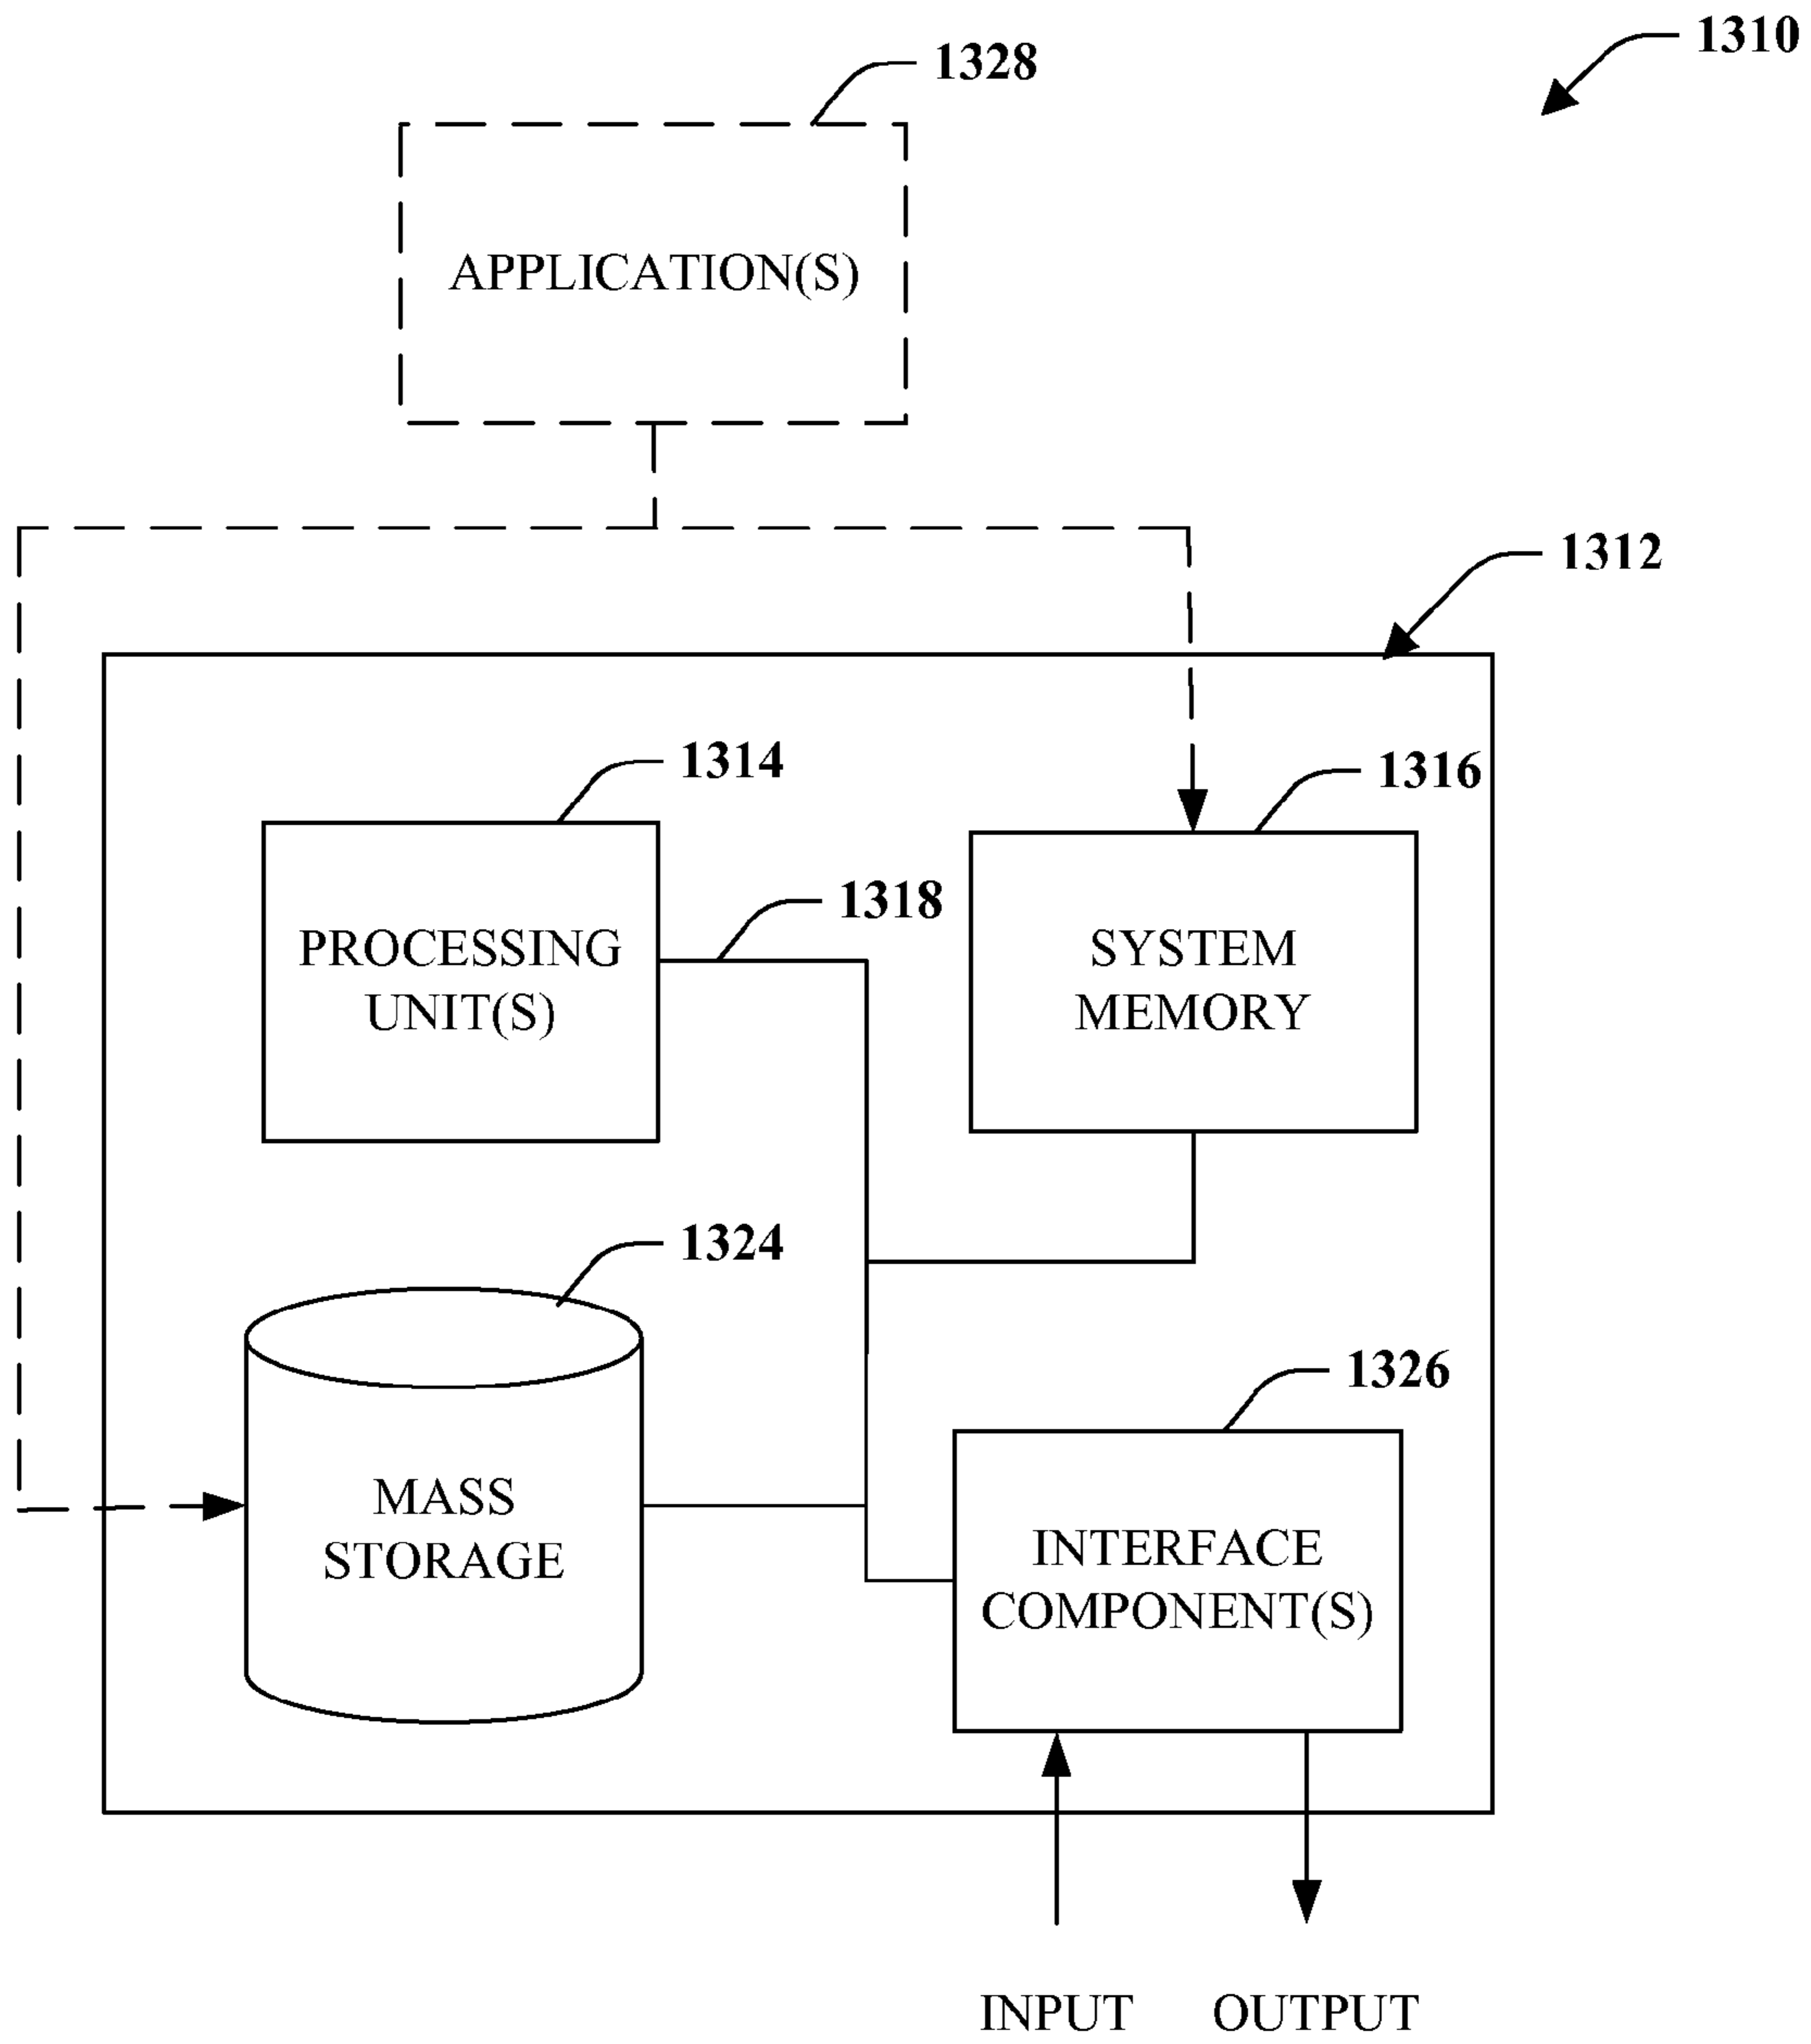 1310
1328
APPLICATION(S)
1312
1314
1316
1318
PROCESSING
UNIT(S)
SYSTEM
MEMORY
1324
1326
MASS
STORAGE
INTERFACE
COMPONENT(S)
INPUT
OUTPUT